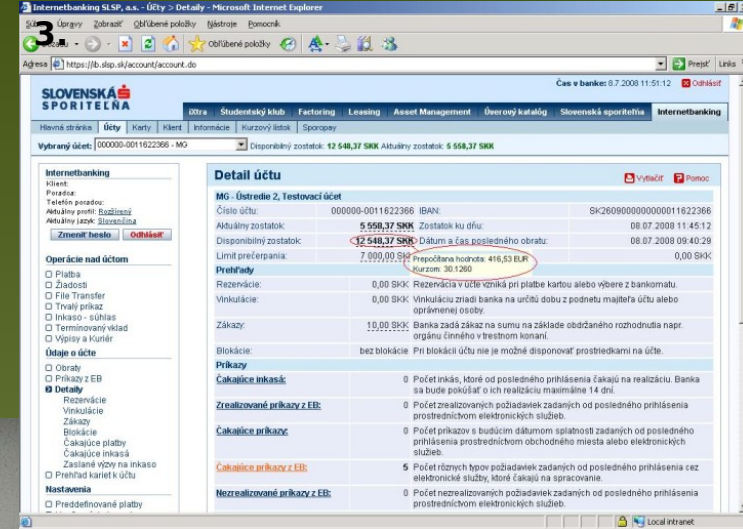 Internetbanking SLSP, a.s. - Účty > Detaily - Microsoft Internet Explorer
Súbor Úpravy Zobraziť Obľúbené položky Nástroje Pomocník
3.
Obľúbené položky
Adresa https://ib.slsp.sk/account/account.do Prejsť Links
SLOVENSKÁ
SPORITEĽŇA
Čas v banke: 8.7.2008 11:51:12 Odhlásiť
iXtra Študentský klub Factoring Leasing Asset Management Úverový katalóg Slovenská sporiteľňa Internetbanking
Hlavná stránka Účty Karty Klient Informácie Kurzový lístok Sporopay
Vybraný účet: 000000-0011622366 - MG Disponibilný zostatok: 12 548,37 SKK Aktuálny zostatok: 5 558,37 SKK
Internetbanking
Klient:
Poradca:
Telefón poradcu:
Aktuálny profil: Rozšírený
Aktuálny jazyk: Slovenčina
Zmeniť heslo Odhlásiť
Operácie nad účtom
Platba
Žiadosti
File Transfer
Trvalý príkaz
Inkaso - súhlas
Termínovaný vklad
Výpisy a Kuriér
Údaje o účte
Obraty
Príkazy z EB
Detaily
Rezervácie
Vinkulácie
Zákazy
Blokácie
Čakajúce platby
Čakajúce inkasá
Zaslané výzvy na inkaso
Prehľad kariet k účtu
Nastavenia
Preddefinované platby
Detail účtu Vytlačiť Pomoc
MG - Ústredie 2, Testovací účet
Číslo účtu: 000000-0011622366 IBAN: SK2609000000000011622366
Aktuálny zostatok: 5 558,37 SKK Zostatok ku dňu: 08.07.2008 11:45:12
Disponibilný zostatok: 12 548,37 SKK Dátum a čas posledného obratu: 08.07.2008 09:40:29
Limit prečerpania: 7 000,00 SKK 0,00 SKK
Prepočítaná hodnota: 416,53 EUR
Kurzom: 30.1260
Prehľady
Rezervácie: 0,00 SKK Rezervácia v účte vzniká pri platbe kartou alebo výbere z bankomatu.
Vinkulácie: 0,00 SKK Vinkuláciu zriadi banka na určitú dobu z podnetu majiteľa účtu alebo
oprávnenej osoby.
Zákazy: 10,00 SKK Banka zadá zákaz na sumu na základe obdržaného rozhodnutia napr.
orgánu činného v trestnom konaní.
Blokácie: bez blokácie Pri blokácii účtu nie je možné disponovať prostriedkami na účte.
Príkazy
Čakajúce inkasá: 0 Počet inkás, ktoré od posledného prihlásenia čakajú na realizáciu. Banka
sa bude pokúšať o ich realizáciu maximálne 14 dní.
Zrealizované príkazy z EB: 0 Počet zrealizovaných požiadaviek zadaných od posledného prihlásenia
prostredníctvom elektronických služieb.
Čakajúce príkazy: 0 Počet príkazov s budúcim dátumom splatnosti zadaných od posledného
prihlásenia prostredníctvom obchodného miesta alebo elektronických
služieb.
Čakajúce príkazy z EB: 5 Počet rôznych typov požiadaviek zadaných od posledného prihlásenia cez
elektronické služby, ktoré čakajú na spracovanie.
Nezrealizované príkazy z EB: 0 Počet nezrealizovaných požiadaviek zadaných od posledného prihlásenia
prostredníctvom elektronických služieb.
Local intranet